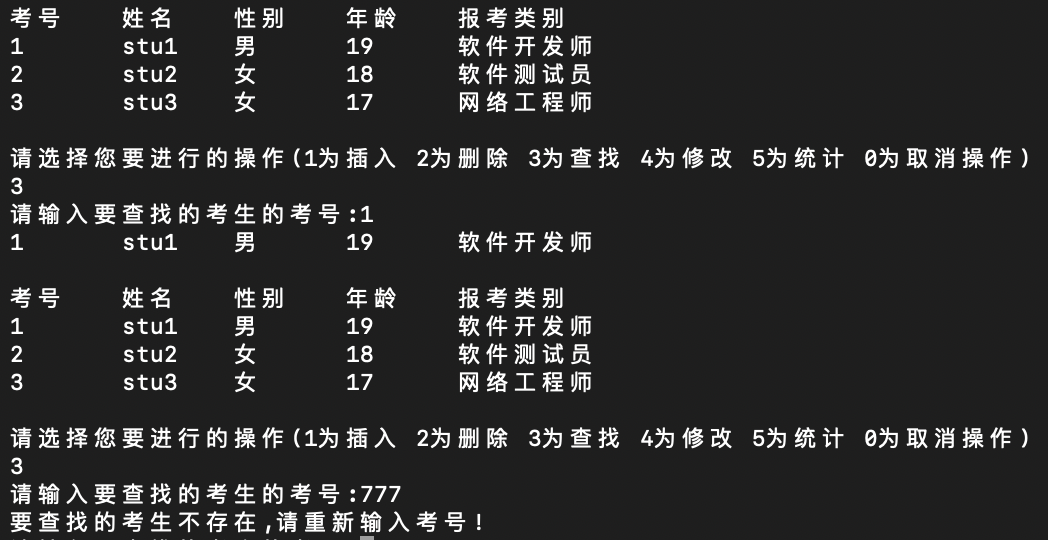 考号 姓名 性别 年龄 报考类别
1 stu1 男 19 软件开发师
2 stu2 女 18 软件测试员
3 stu3 女 17 网络工程师
请选择您要进行的操作(1为插入 2为删除 3为查找 4为修改 5为统计 0为取消操作)
3
请输入要查找的考生的考号:1
1 stu1 男 19 软件开发师
考号 姓名 性别 年龄 报考类别
1 stu1 男 19 软件开发师
2 stu2 女 18 软件测试员
3 stu3 女 17 网络工程师
请选择您要进行的操作(1为插入 2为删除 3为查找 4为修改 5为统计 0为取消操作)
3
请输入要查找的考生的考号:777
要查找的考生不存在,请重新输入考号!